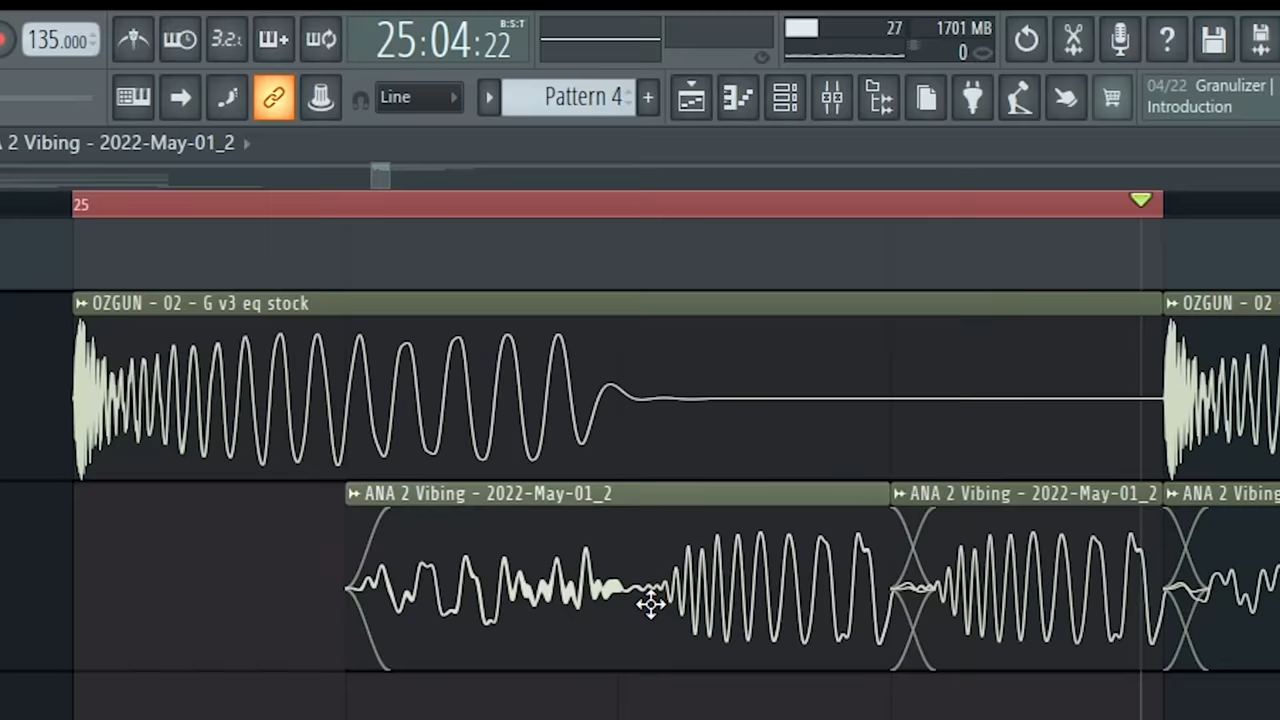 135.000
3.2.
25:04:22
B:S:T
27
1701 MB
0
Line
Pattern 4
+
?
04/22 Granulizer |
Introduction
2 Vibing - 2022-May-01_2
25
OZGUN - 02 - G v3 eq stock
OZGUN - 02
ANA 2 Vibing - 2022-May-01_2
ANA 2 Vibing - 2022-May-01_2
ANA 2 Vibing